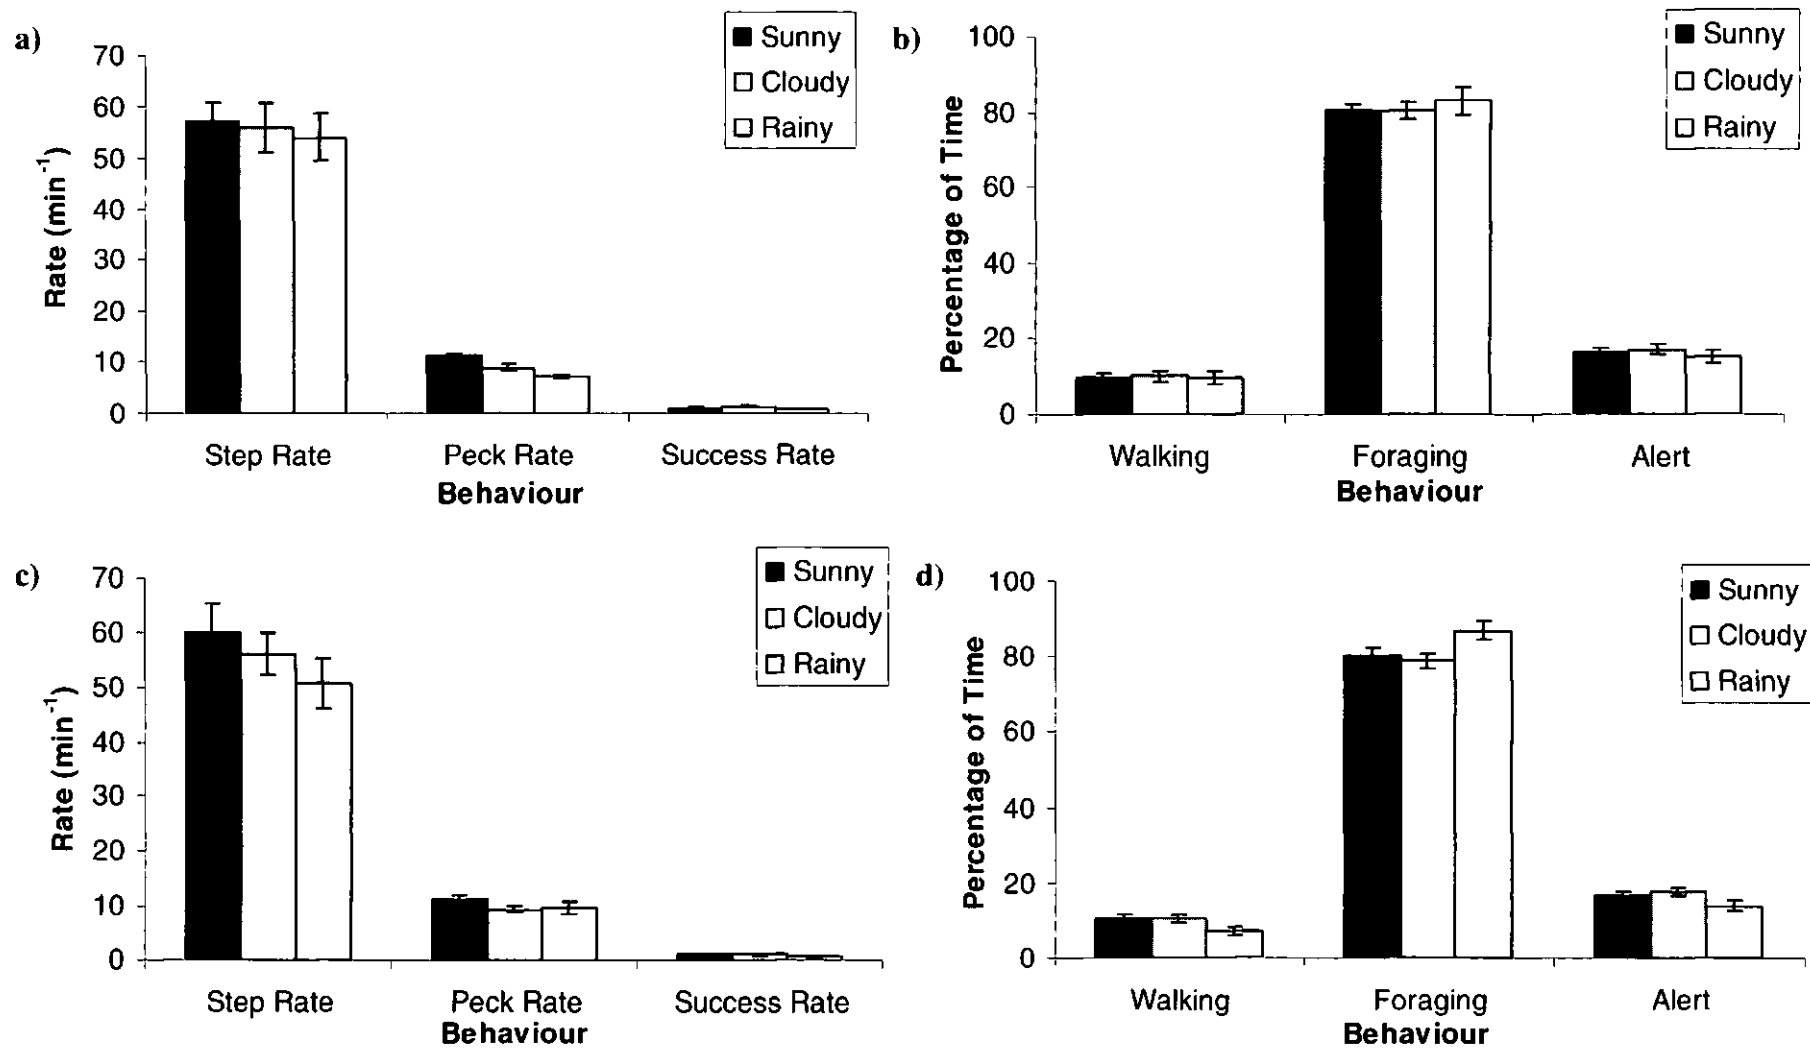 a)
Rate (min⁻¹)
70
60
50
40
30
20
10
0
Step Rate
Peck Rate
Success Rate
Behaviour
Sunny
Cloudy
Rainy
b)
Percentage of Time
100
80
60
40
20
0
Walking
Foraging
Alert
Behaviour
Sunny
Cloudy
Rainy
c)
Rate (min⁻¹)
70
60
50
40
30
20
10
0
Step Rate
Peck Rate
Success Rate
Behaviour
Sunny
Cloudy
Rainy
d)
Percentage of Time
100
80
60
40
20
0
Walking
Foraging
Alert
Behaviour
Sunny
Cloudy
Rainy